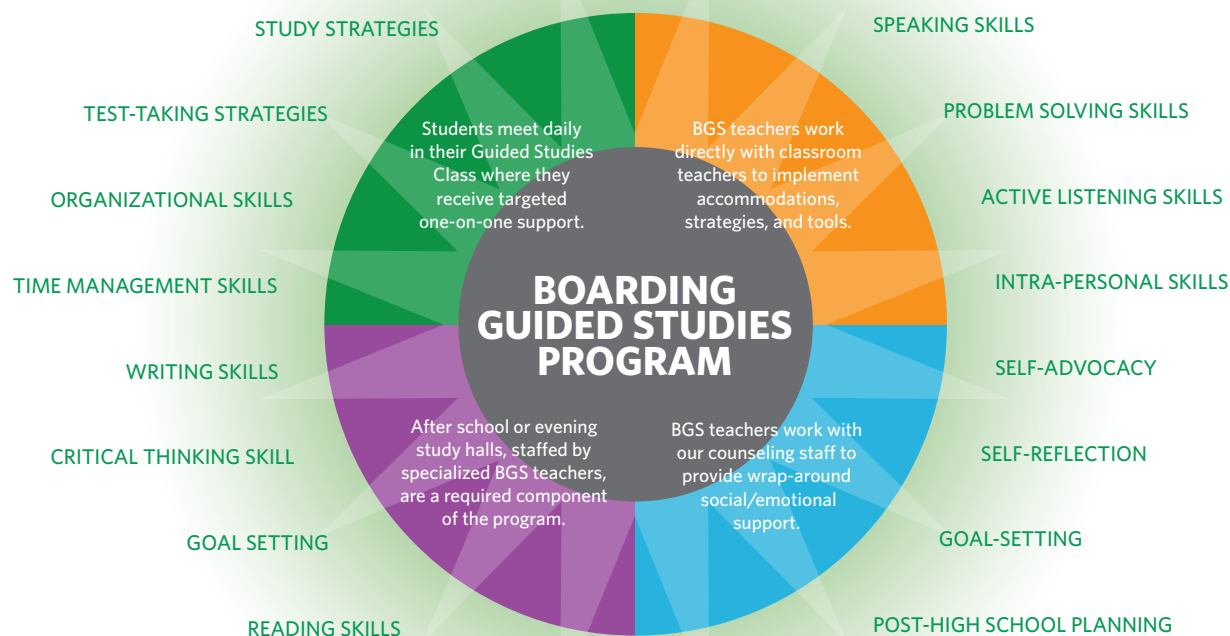 STUDY STRATEGIES
TEST-TAKING STRATEGIES
ORGANIZATIONAL SKILLS
TIME MANAGEMENT SKILLS
WRITING SKILLS
CRITICAL THINKING SKILL
GOAL SETTING
READING SKILLS
Students meet daily
in their Guided Studies
Class where they
receive targeted
one-on-one support.
BGS teachers work
directly with classroom
teachers to implement
accommodations,
strategies, and tools.
BOARDING
GUIDED STUDIES
PROGRAM
After school or evening
study halls, staffed by
specialized BGS teachers,
are a required component
of the program.
BGS teachers work with
our counseling staff to
provide wrap-around
social/emotional
support.
SPEAKING SKILLS
PROBLEM SOLVING SKILLS
ACTIVE LISTENING SKILLS
INTRA-PERSONAL SKILLS
SELF-ADVOCACY
SELF-REFLECTION
GOAL-SETTING
POST-HIGH SCHOOL PLANNING